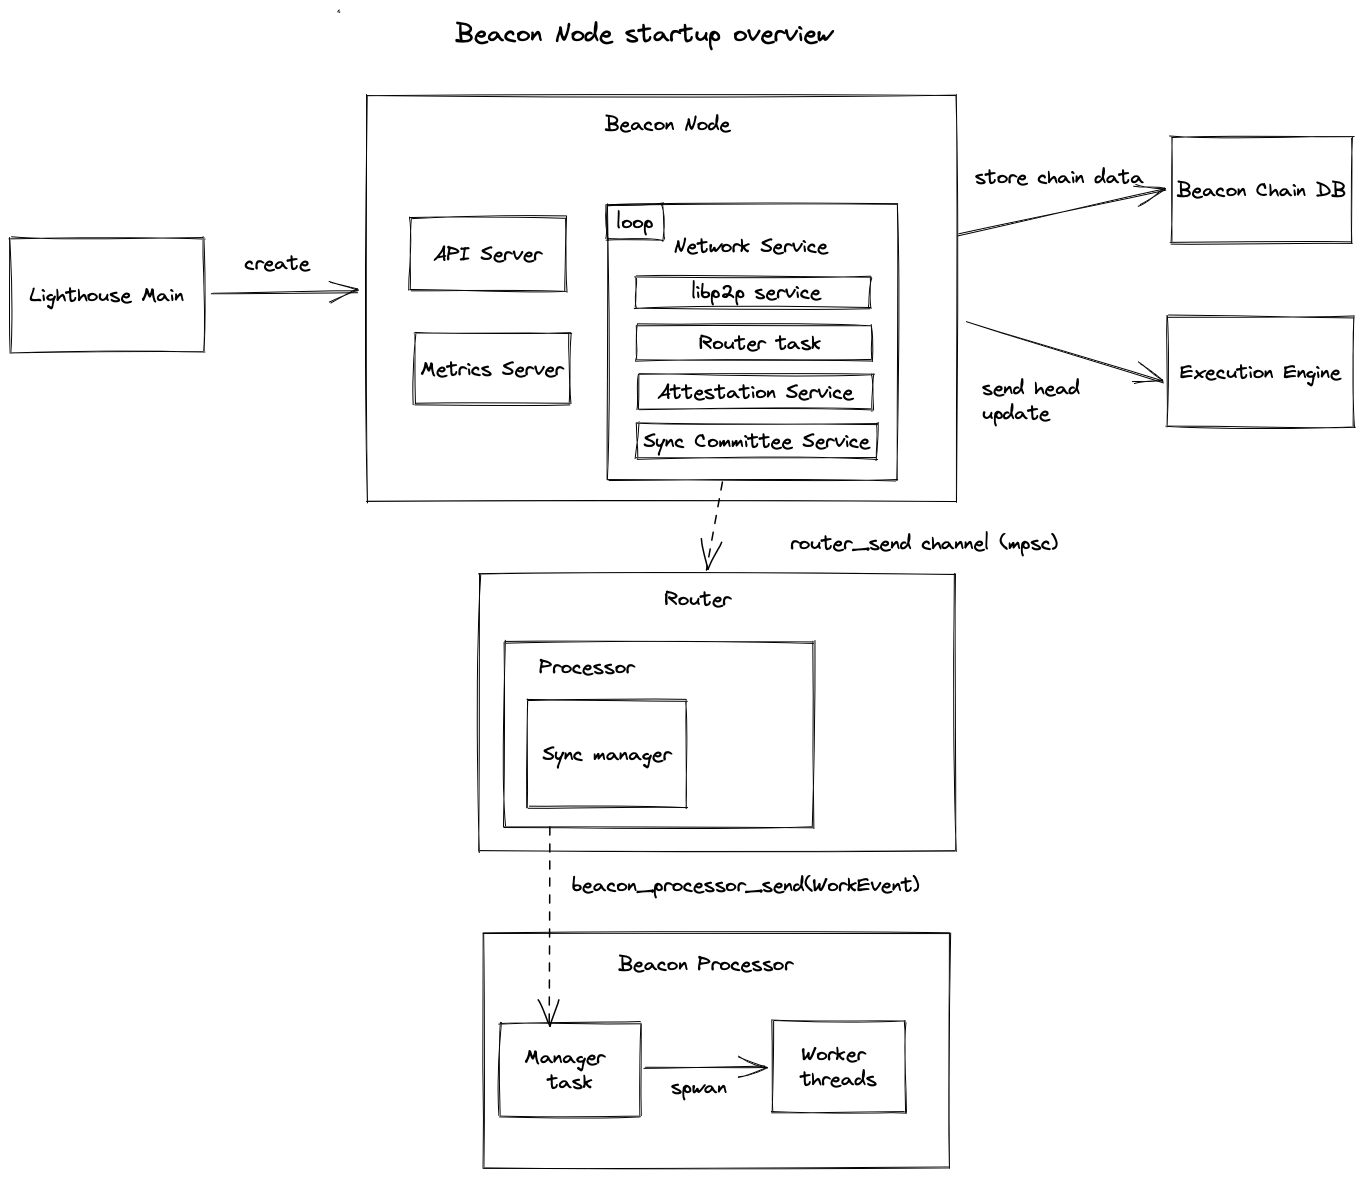 Beacon Node startup overview
Beacon Node
store chain data
Beacon Chain DB
loop
Network Service
API Server
create
Lighthouse Main
libp2p service
Router task
Metrics Server
Attestation Service
Sync Committee Service
Execution Engine
send head
update
router_send channel (mpsc)
Router
Processor
Sync manager
beacon_processor_send(WorkEvent)
Beacon Processor
Manager
task
spwan
Worker
threads